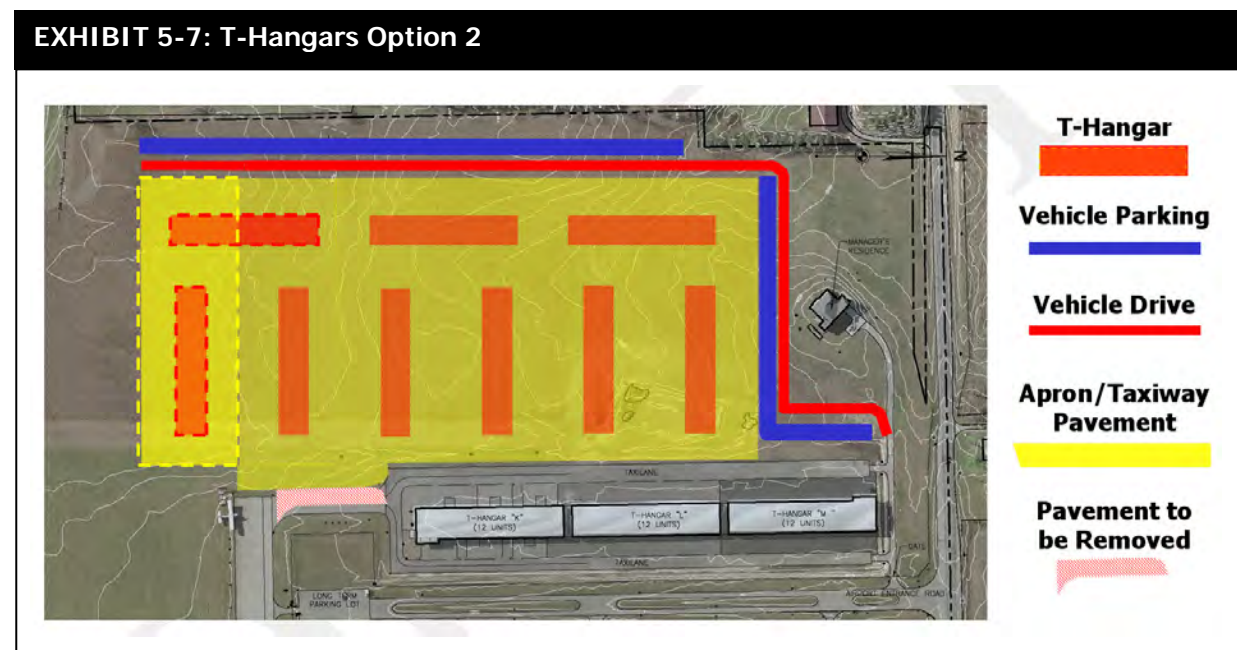 EXHIBIT 5-7: T-Hangars Option 2
T-Hangar
Vehicle Parking
Vehicle Drive
Apron/Taxiway
Pavement
Pavement to
be Removed
N
MANAGER'S
RESIDENCE
TAXILANE
T-HANGAR "K"
(12 UNITS)
T-HANGAR "L"
(12 UNITS)
T-HANGAR "M"
(12 UNITS)
GATE
TAXILANE
LONG TERM
PARKING LOT
AIRPORT ENTRANCE ROAD